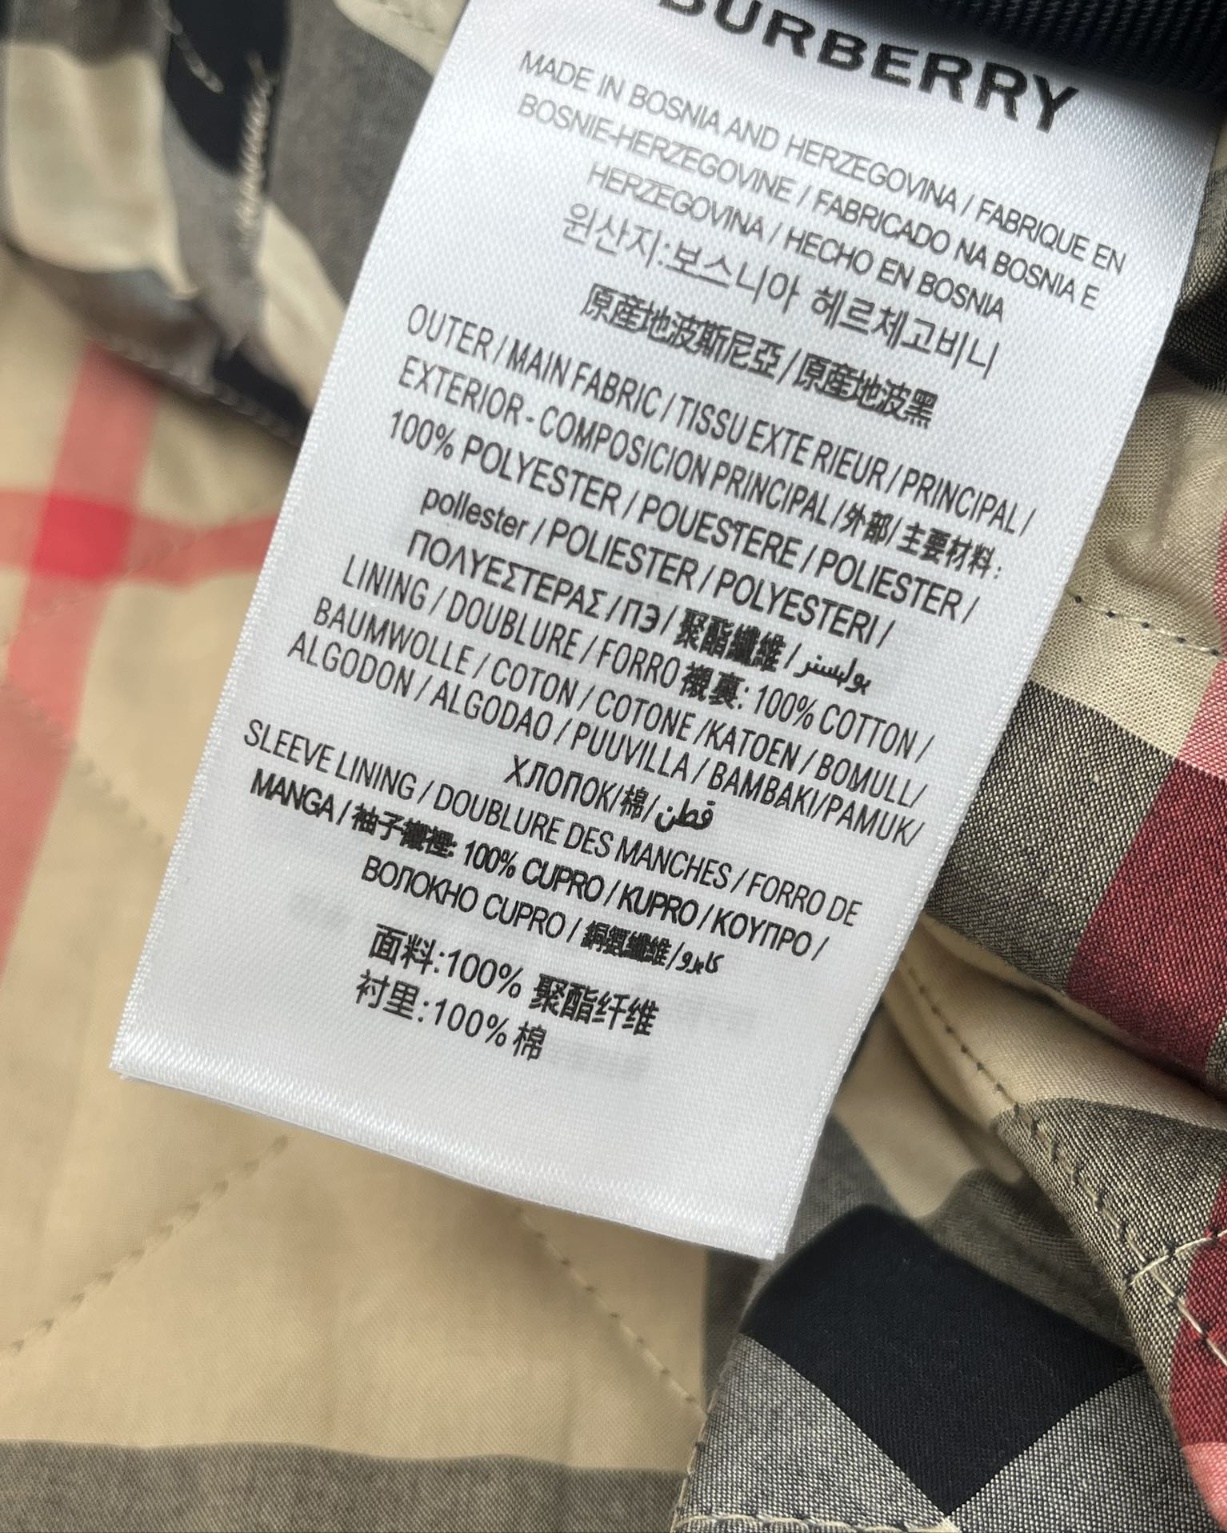 BURBERRY
MADE IN BOSNIA AND HERZEGOVINA / FABRIQUE EN
BOSNIE-HERZEGOVINE / FABRICADO NA BOSNIA E
HERZEGOVINA / HECHO EN BOSNIA
원산지:보스니아 헤르체고비니
原産地波斯尼亞/原産地波黑
OUTER / MAIN FABRIC / TISSU EXTE RIEUR / PRINCIPAL /
EXTERIOR - COMPOSICION PRINCIPAL/外部/主要材料:
100% POLYESTER / POUESTERE / POLIESTER /
pollester / POLIESTER / POLYESTERI /
ΠΟΛΥΕΣΤΕΡΑΣ / ПЭ / 聚酯纖維 / بوليستر
LINING / DOUBLURE / FORRO 襯裏: 100% COTTON /
BAUMWOLLE / COTON / COTONE /KATOEN / BOMULL/
ALGODON / ALGODAO / PUUVILLA / BAMBAKI/PAMUK/
ХЛОПОК/棉/قطن
SLEEVE LINING / DOUBLURE DES MANCHES / FORRO DE
MANGA / 袖子襯裡: 100% CUPRO / KUPRO / ΚΟΥΠΡΟ /
ВОЛОКНО CUPRO / 銅氨纖維/كابرو
面料:100% 聚酯纤维
衬里:100% 棉